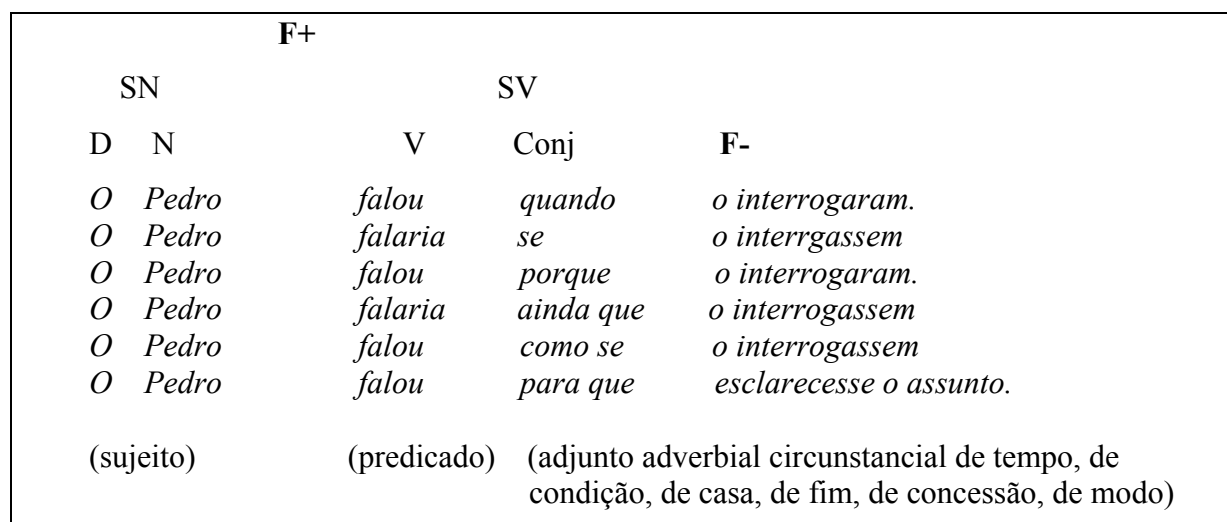 F+
SN SV
D N V Conj F-
O Pedro falou quando o interrogaram.
O Pedro falaria se o interrgassem
O Pedro falou porque o interrogaram.
O Pedro falaria ainda que o interrogassem
O Pedro falou como se o interrogassem
O Pedro falou para que esclarecesse o assunto.
(sujeito) (predicado) (adjunto adverbial circunstancial de tempo, de
condição, de casa, de fim, de concessão, de modo)